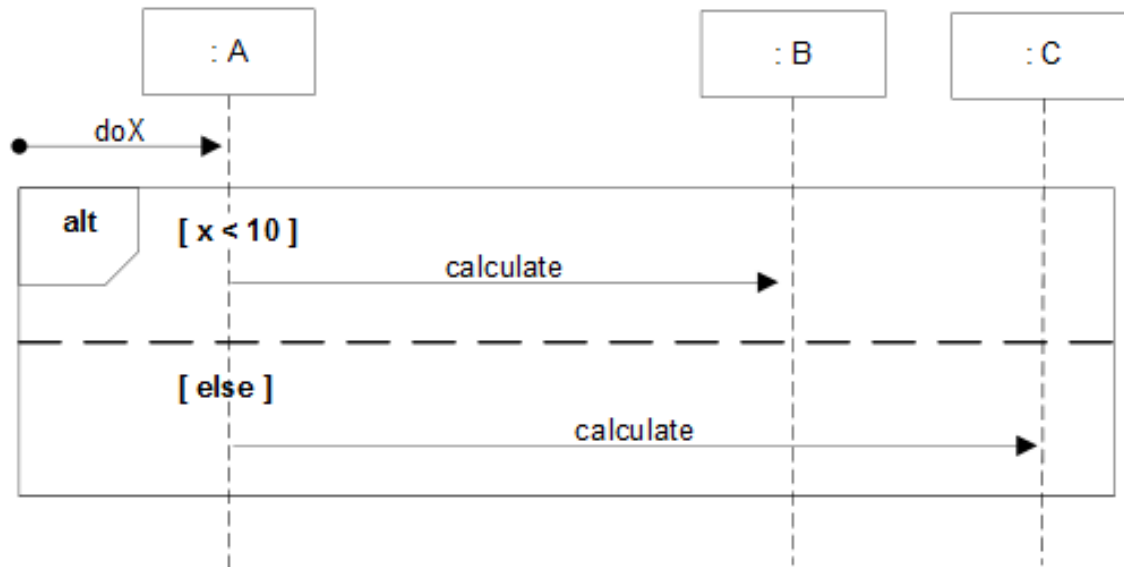 : A
: B
: C
doX
alt
[ x < 10 ]
calculate
[ else ]
calculate